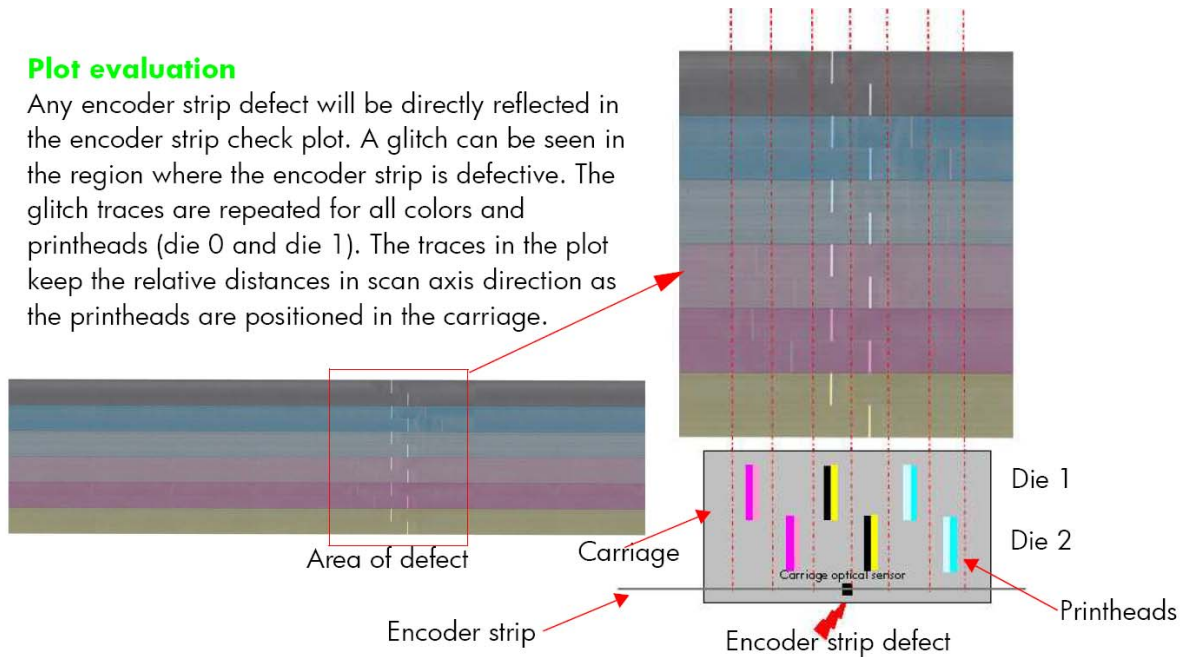 Plot evaluation
Any encoder strip defect will be directly reflected in
the encoder strip check plot. A glitch can be seen in
the region where the encoder strip is defective. The
glitch traces are repeated for all colors and
printheads (die 0 and die 1). The traces in the plot
keep the relative distances in scan axis direction as
the printheads are positioned in the carriage.
Area of defect
Die 1
Carriage
Die 2
Carriage optical sensor
Printheads
Encoder strip
Encoder strip defect